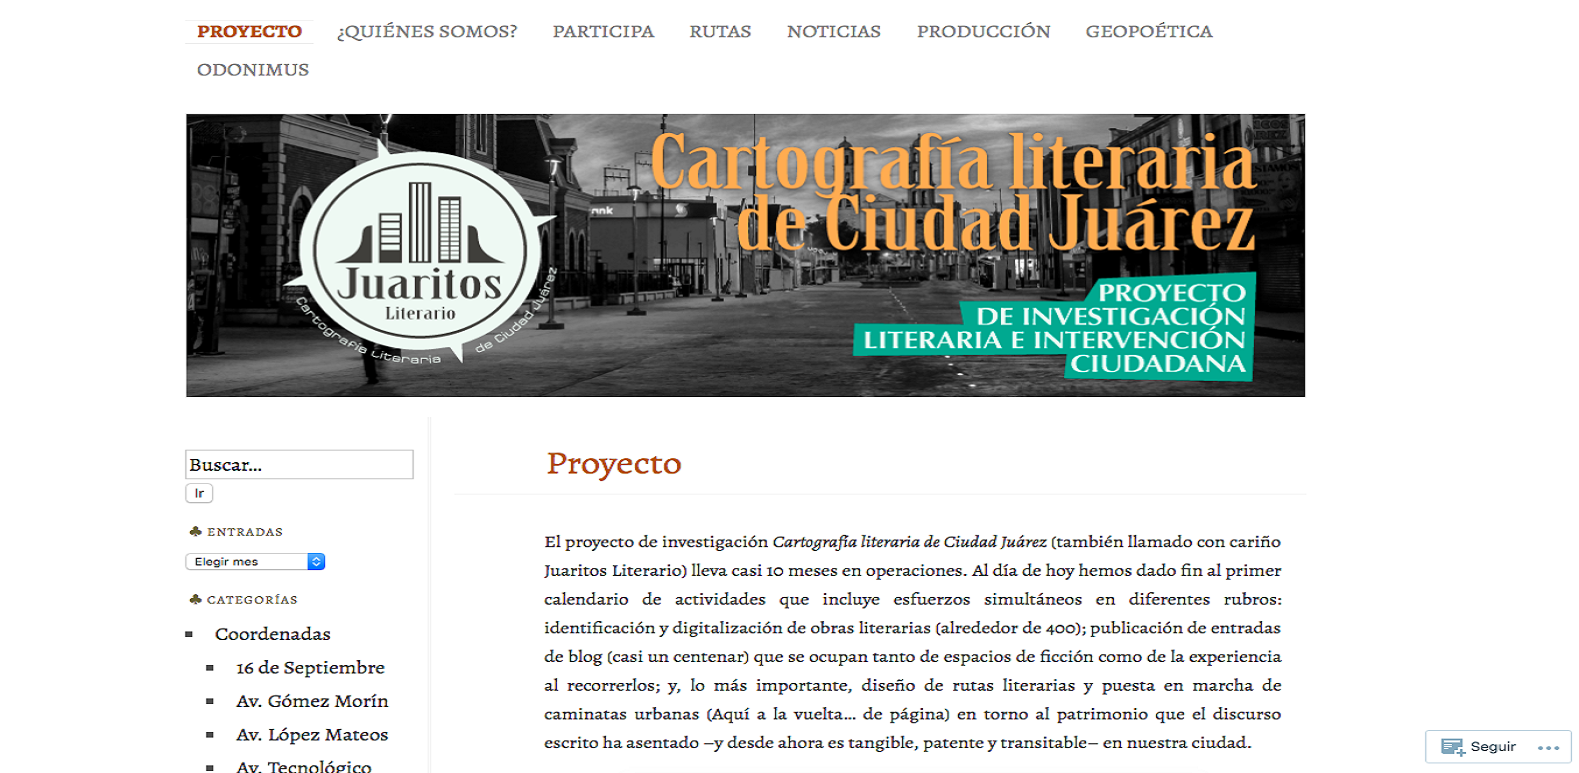 PROYECTO ¿QUIÉNES SOMOS? PARTICIPA RUTAS NOTICIAS PRODUCCIÓN GEOPOÉTICA
ODONIMUS
Juaritos
Literario
Cartografía Literaria de Ciudad Juárez
Cartografía literaria
de Ciudad Juárez
PROYECTO
DE INVESTIGACIÓN
LITERARIA E INTERVENCIÓN
CIUDADANA
Buscar...
Ir
ENTRADAS
Elegir mes
CATEGORÍAS
Coordenadas
16 de Septiembre
Av. Gómez Morín
Av. López Mateos
Av. Tecnológico
Proyecto
El proyecto de investigación Cartografía literaria de Ciudad Juárez (también llamado con cariño
Juaritos Literario) lleva casi 10 meses en operaciones. Al día de hoy hemos dado fin al primer
calendario de actividades que incluye esfuerzos simultáneos en diferentes rubros:
identificación y digitalización de obras literarias (alrededor de 400); publicación de entradas
de blog (casi un centenar) que se ocupan tanto de espacios de ficción como de la experiencia
al recorrerlos; y, lo más importante, diseño de rutas literarias y puesta en marcha de
caminatas urbanas (Aquí a la vuelta... de página) en torno al patrimonio que el discurso
escrito ha asentado –y desde ahora es tangible, patente y transitable– en nuestra ciudad.
Seguir